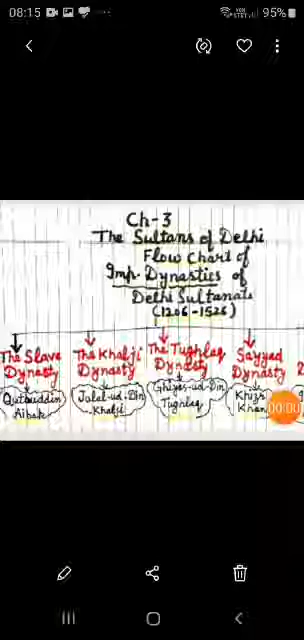 08:15
95%
Ch-3
The Sultans of Delhi
Flow Chart of
Imp. Dynasties of
Delhi Sultanate
(1206-1526)
The Slave Dynasty
Qutbuddin Aibak
The Khalji Dynasty
Jalal-ud-Din Khalji
The Tughlaq Dynasty
Ghiyas-ud-Din Tughlaq
Sayyad Dynasty
Khizr Khan
00:00